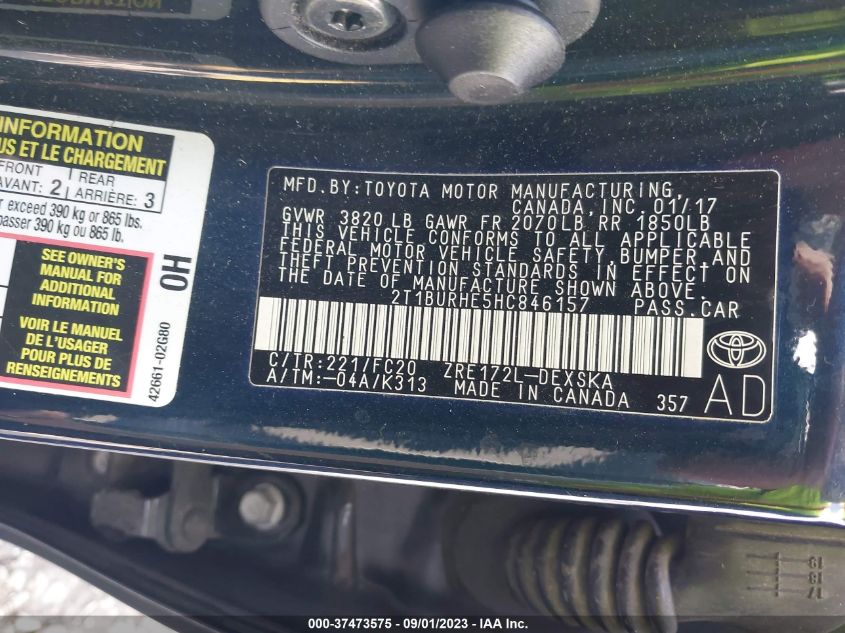 INFORMATION
US ET LE CHARGEMENT
FRONT
AVANT: 2
REAR
ARRIÈRE: 3
r exceed 390 kg or 865 lbs.
passer 390 kg ou 865 lb.
SEE OWNER'S
MANUAL FOR
ADDITIONAL
INFORMATION
VOIR LE MANUEL
DE L'USAGER
POUR PLUS DE
RENSEIGNEMENTS
OH
42661-02G80
MFD.BY:TOYOTA MOTOR MANUFACTURING,
CANADA, INC. 01/17
GVWR 3820 LB GAWR FR 2070LB RR 1850LB
THIS VEHICLE CONFORMS TO ALL APPLICABLE
FEDERAL MOTOR VEHICLE SAFETY,BUMPER,AND
THEFT PREVENTION STANDARDS IN EFFECT ON
THE DATE OF MANUFACTURE SHOWN ABOVE.
2T1BURHE5HC846157 PASS.CAR
C/TR:221/FC20 ZRE172L-DEXSKA
A/TM:-04A/K313 MADE IN CANADA 357
AD
000-37473575 / 09/01/2023 - IAA Inc.